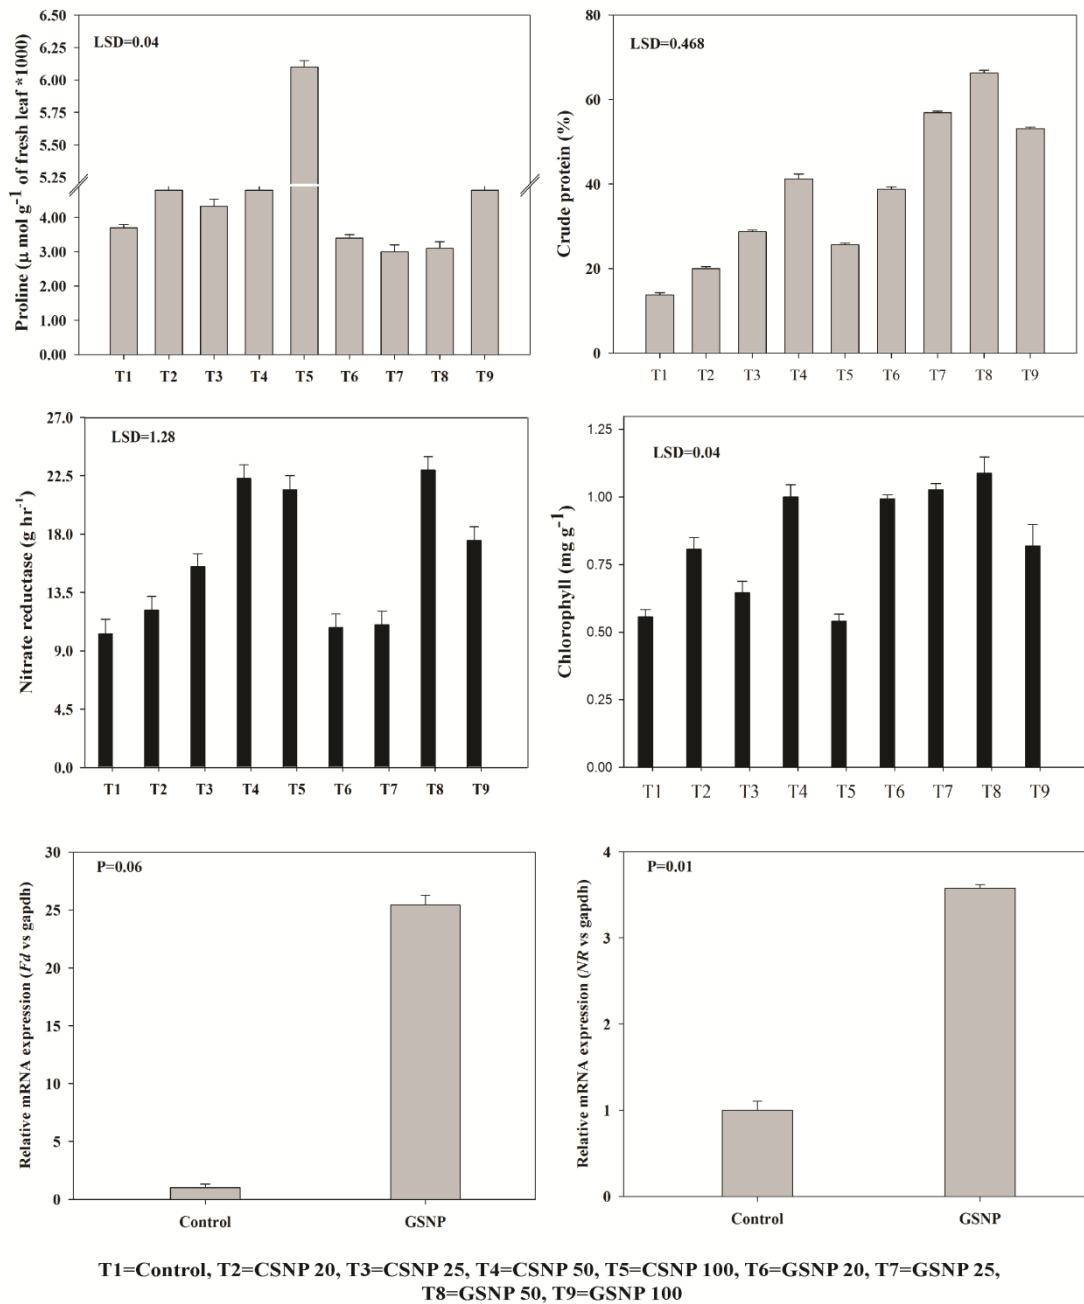 6.50
6.25
6.00
5.75
5.50
5.25
4.00
3.00
2.00
1.00
0.00
Proline (μ mol g-1 of fresh leaf *1000)
LSD=0.04
T1 T2 T3 T4 T5 T6 T7 T8 T9
80
60
40
20
0
Crude protein (%)
LSD=0.468
T1 T2 T3 T4 T5 T6 T7 T8 T9
27.0
22.5
18.0
13.5
9.0
4.5
0.0
Nitrate reductase (g hr-1)
LSD=1.28
T1 T2 T3 T4 T5 T6 T7 T8 T9
1.25
1.00
0.75
0.50
0.25
0.00
Chlorophyll (mg g-1)
LSD=0.04
T1 T2 T3 T4 T5 T6 T7 T8 T9
30
25
20
15
10
5
0
Relative mRNA expression (Fd vs gapdh)
P=0.06
Control GSNP
4
3
2
1
0
Relative mRNA expression (NR vs gapdh)
P=0.01
Control GSNP
T1=Control, T2=CSNP 20, T3=CSNP 25, T4=CSNP 50, T5=CSNP 100, T6=GSNP 20, T7=GSNP 25,
T8=GSNP 50, T9=GSNP 100